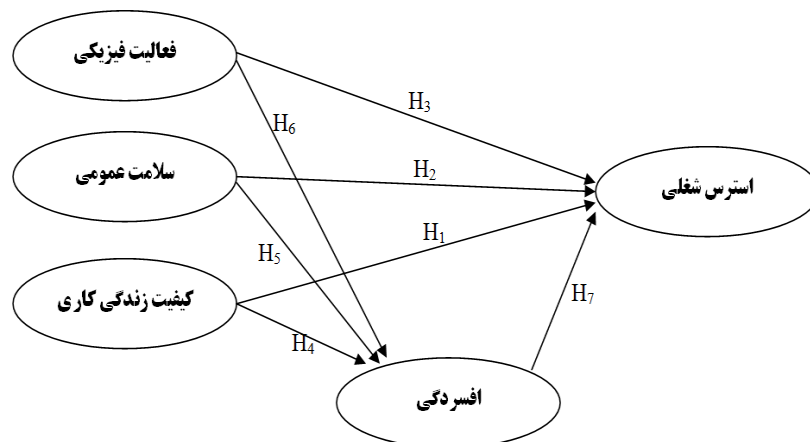 فعالیت فیزیکی
H3
H6
سلامت عمومی
H2
استرس شغلی
H1
H5
کیفیت زندگی کاری
H7
H4
افسردگی